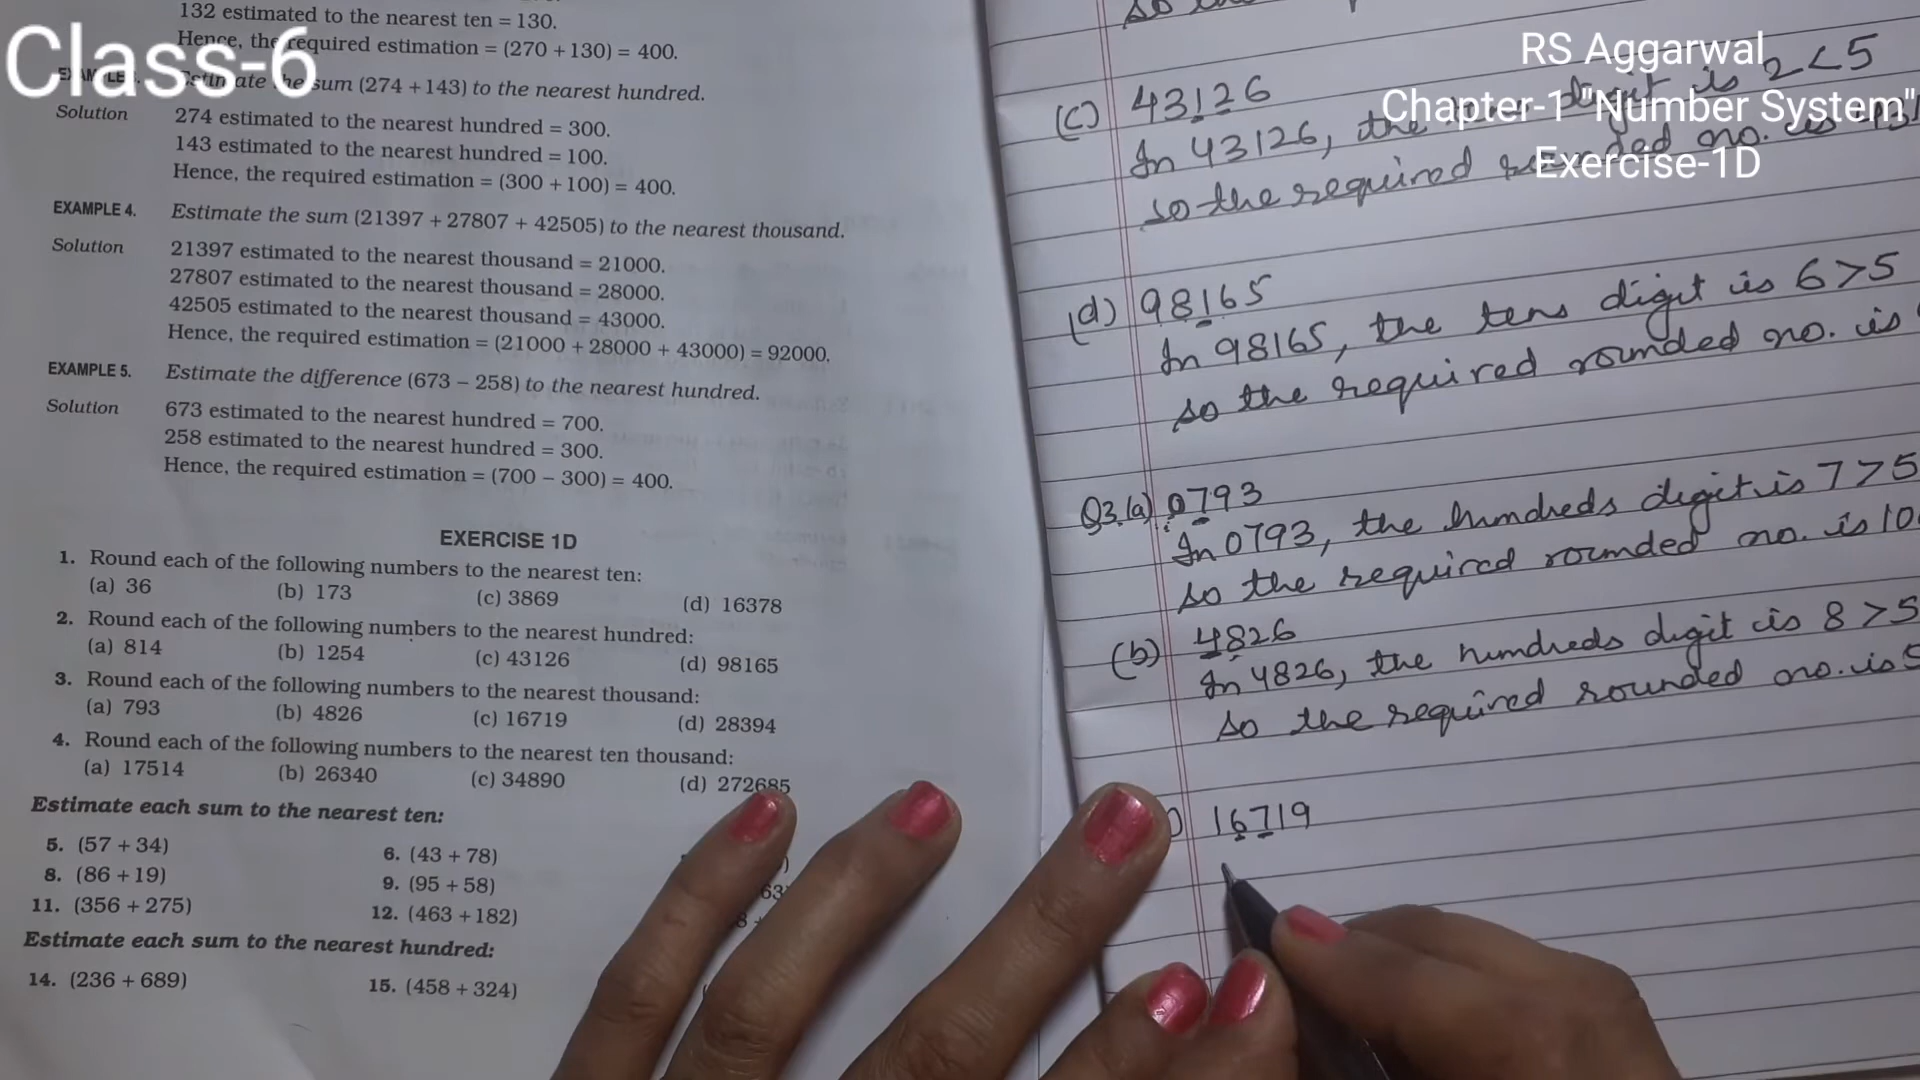 Class-6
RS Aggarwal
Chapter-1 "Number System"
Exercise-1D
132 estimated to the nearest ten = 130.
Hence, the required estimation = (270 + 130) = 400.
Estimate the sum (274 + 143) to the nearest hundred.
Solution 274 estimated to the nearest hundred = 300.
143 estimated to the nearest hundred = 100.
Hence, the required estimation = (300 + 100) = 400.
EXAMPLE 4. Estimate the sum (21397 + 27807 + 42505) to the nearest thousand.
Solution 21397 estimated to the nearest thousand = 21000.
27807 estimated to the nearest thousand = 28000.
42505 estimated to the nearest thousand = 43000.
Hence, the required estimation = (21000 + 28000 + 43000) = 92000.
EXAMPLE 5. Estimate the difference (673 – 258) to the nearest hundred.
Solution 673 estimated to the nearest hundred = 700.
258 estimated to the nearest hundred = 300.
Hence, the required estimation = (700 – 300) = 400.
EXERCISE 1D
1. Round each of the following numbers to the nearest ten:
(a) 36 (b) 173 (c) 3869 (d) 16378
2. Round each of the following numbers to the nearest hundred:
(a) 814 (b) 1254 (c) 43126 (d) 98165
3. Round each of the following numbers to the nearest thousand:
(a) 793 (b) 4826 (c) 16719 (d) 28394
4. Round each of the following numbers to the nearest ten thousand:
(a) 17514 (b) 26340 (c) 34890 (d) 272685
Estimate each sum to the nearest ten:
5. (57 + 34) 6. (43 + 78)
8. (86 + 19) 9. (95 + 58)
11. (356 + 275) 12. (463 + 182)
Estimate each sum to the nearest hundred:
14. (236 + 689) 15. (458 + 324)
(c) 43126
In 43126, the digit is 2 < 5
so the required rounded no. is
(d) 98165
In 98165, the tens digit is 6 > 5
so the required rounded no. is
Q3.(a) 0793
In 0793, the hundreds digit is 7 > 5
so the required rounded no. is 10
(b) 4826
In 4826, the hundreds digit is 8 > 5
so the required rounded no. is 5
) 16719